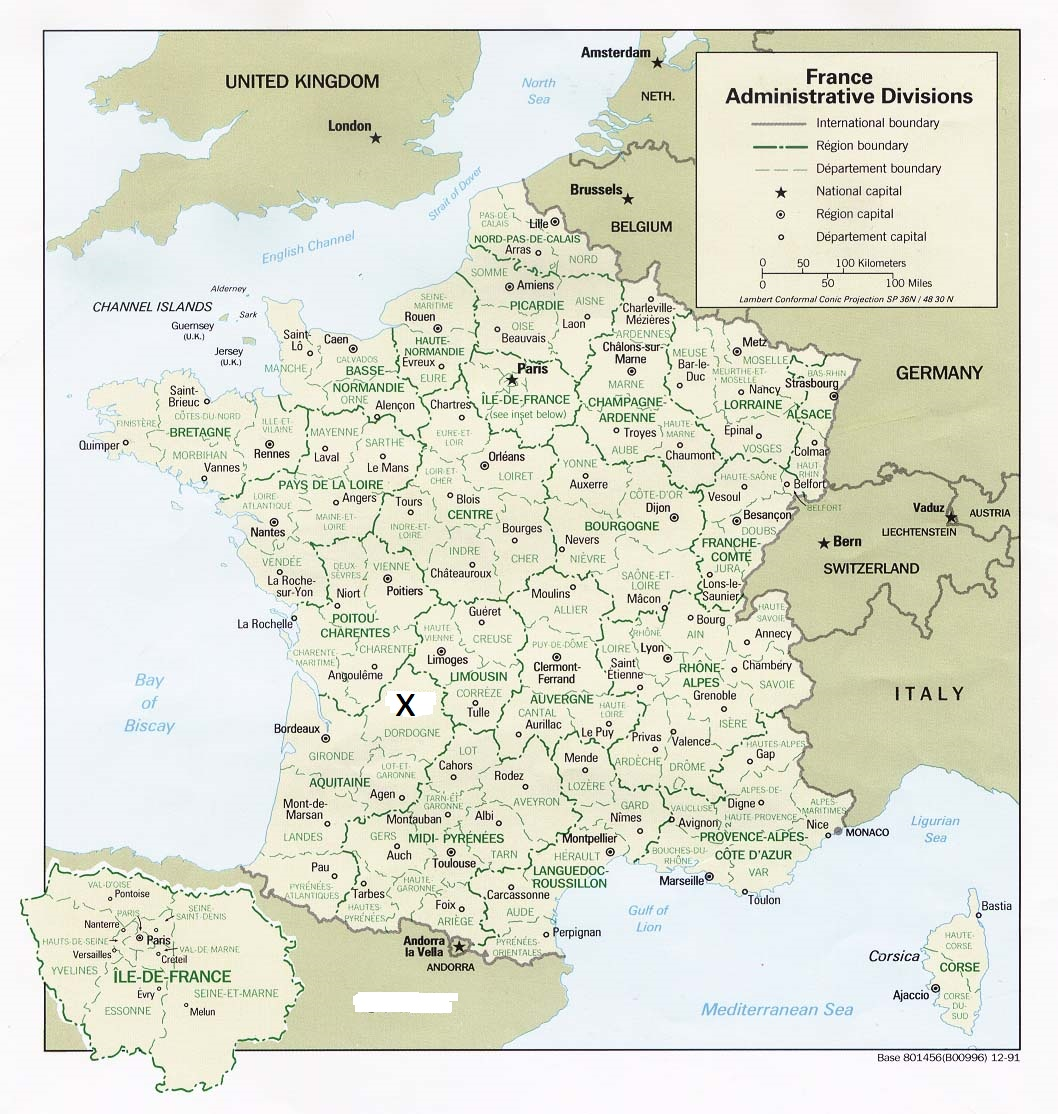 France
Administrative Divisions
International boundary
Région boundary
Département boundary
National capital
Région capital
Département capital
0 50 100 Kilometers
0 50 100 Miles
Lambert Conformal Conic Projection SP 36N / 48 30 N
Amsterdam
North
Sea
NETH.
UNITED KINGDOM
London
Strait of Dover
Brussels
BELGIUM
English Channel
PAS-DE-
CALAIS
Lille
NORD-PAS-DE-CALAIS
Arras
NORD
SOMME
Amiens
PICARDIE
AISNE
OISE
Beauvais
Laon
Charleville-
Mézières
ARDENNES
CHANNEL ISLANDS
Alderney
Sark
Guernsey
(U.K.)
Jersey
(U.K.)
SEINE-
MARITIME
Rouen
HAUTE-
NORMANDIE
Evreux
EURE
Saint-
Lô
Caen
CALVADOS
MANCHE
BASSE-
NORMANDIE
ORNE
Alençon
Paris
ÎLE-DE-FRANCE
(see inset below)
Chartres
EURE-ET-
LOIR
Châlons-sur-
Marne
MARNE
CHAMPAGNE
ARDENNE
Troyes
AUBE
HAUTE-
MARNE
Chaumont
MEUSE
Bar-le-
Duc
Metz
MOSELLE
MEURTHE-ET-
MOSELLE
Nancy
LORRAINE
Epinal
VOSGES
BAS-RHIN
Strasbourg
ALSACE
Colmar
HAUT
RHIN
Belfort
BELFORT
GERMANY
Saint-
Brieuc
CÔTES-DU-NORD
FINISTÈRE
BRETAGNE
Quimper
MORBIHAN
Vannes
ILLE-ET-
VILAINE
Rennes
MAYENNE
Laval
SARTHE
Le Mans
PAYS DE LA LOIRE
LOIRE
ATLANTIQUE
Angers
MAINE-ET-
LOIRE
Nantes
VENDÉE
La Roche-
sur-Yon
Orléans
LOIRET
LOIR-ET-
CHER
Blois
Tours
CENTRE
INDRE-ET-
LOIRE
Bourges
CHER
INDRE
Châteauroux
YONNE
Auxerre
CÔTE-D'OR
Dijon
BOURGOGNE
Nevers
NIÈVRE
SAÔNE-ET-
LOIRE
Mâcon
HAUTE-SAÔNE
Vesoul
Besançon
DOUBS
FRANCHE-
COMTÉ
JURA
Lons-le-
Saunier
Vaduz
AUSTRIA
LIECHTENSTEIN
Bern
SWITZERLAND
DEUX-
SÈVRES
VIENNE
Niort
Poitiers
La Rochelle
POITOU-
CHARENTES
CHARENTE
MARITIME
CHARENTE
Angoulême
Guéret
HAUTE
VIENNE
CREUSE
Limoges
LIMOUSIN
CORRÈZE
Tulle
Moulins
ALLIER
PUY-DE-DÔME
Clermont-
Ferrand
AUVERGNE
CANTAL
Aurillac
HAUTE-
LOIRE
Le Puy
RHÔNE
LOIRE
Lyon
Saint
Étienne
Bourg
AIN
HAUTE
SAVOIE
Annecy
RHÔNE-
ALPES
Chambéry
SAVOIE
Grenoble
ISÈRE
Privas
Valence
ARDÈCHE
DRÔME
ITALY
Bay
of
Biscay
X
Bordeaux
DORDOGNE
GIRONDE
AQUITAINE
LOT-ET-
GARONNE
Agen
Mont-de-
Marsan
LANDES
Pau
PYRÉNÉES-
ATLANTIQUES
LOT
Cahors
Rodez
AVEYRON
TARN-ET-
GARONNE
Montauban
Albi
GERS
Auch
MIDI-PYRÉNÉES
Toulouse
TARN
Tarbes
HAUTES-
PYRÉNÉES
HAUTE-
GARONNE
Foix
ARIÈGE
Mende
LOZÈRE
GARD
Nîmes
Montpellier
HÉRAULT
LANGUEDOC-
ROUSSILLON
Carcassonne
AUDE
PYRÉNÉES-
ORIENTALES
Perpignan
HAUTES-ALPES
Gap
ALPES-DE-
HAUTE-PROVENCE
Digne
ALPES-
MARITIMES
VAUCLUSE
Avignon
Nice
MONACO
PROVENCE-ALPES-
CÔTE D'AZUR
BOUCHES-DU-
RHÔNE
VAR
Marseille
Toulon
Ligurian
Sea
Gulf of
Lion
Mediterranean Sea
Andorra
la Vella
ANDORRA
Bastia
HAUTE-
CORSE
Corsica
CORSE
Ajaccio
CORSE
DU-
SUD
VAL-D'OISE
Pontoise
PARIS
SEINE-
SAINT-DENIS
Nanterre
HAUTS-DE-SEINE
Paris
VAL-DE MARNE
Versailles
Creteil
YVELINES
ÎLE-DE-FRANCE
Évry
SEINE-ET-MARNE
ESSONNE
Melun
Base 801456(B00996) 12-91